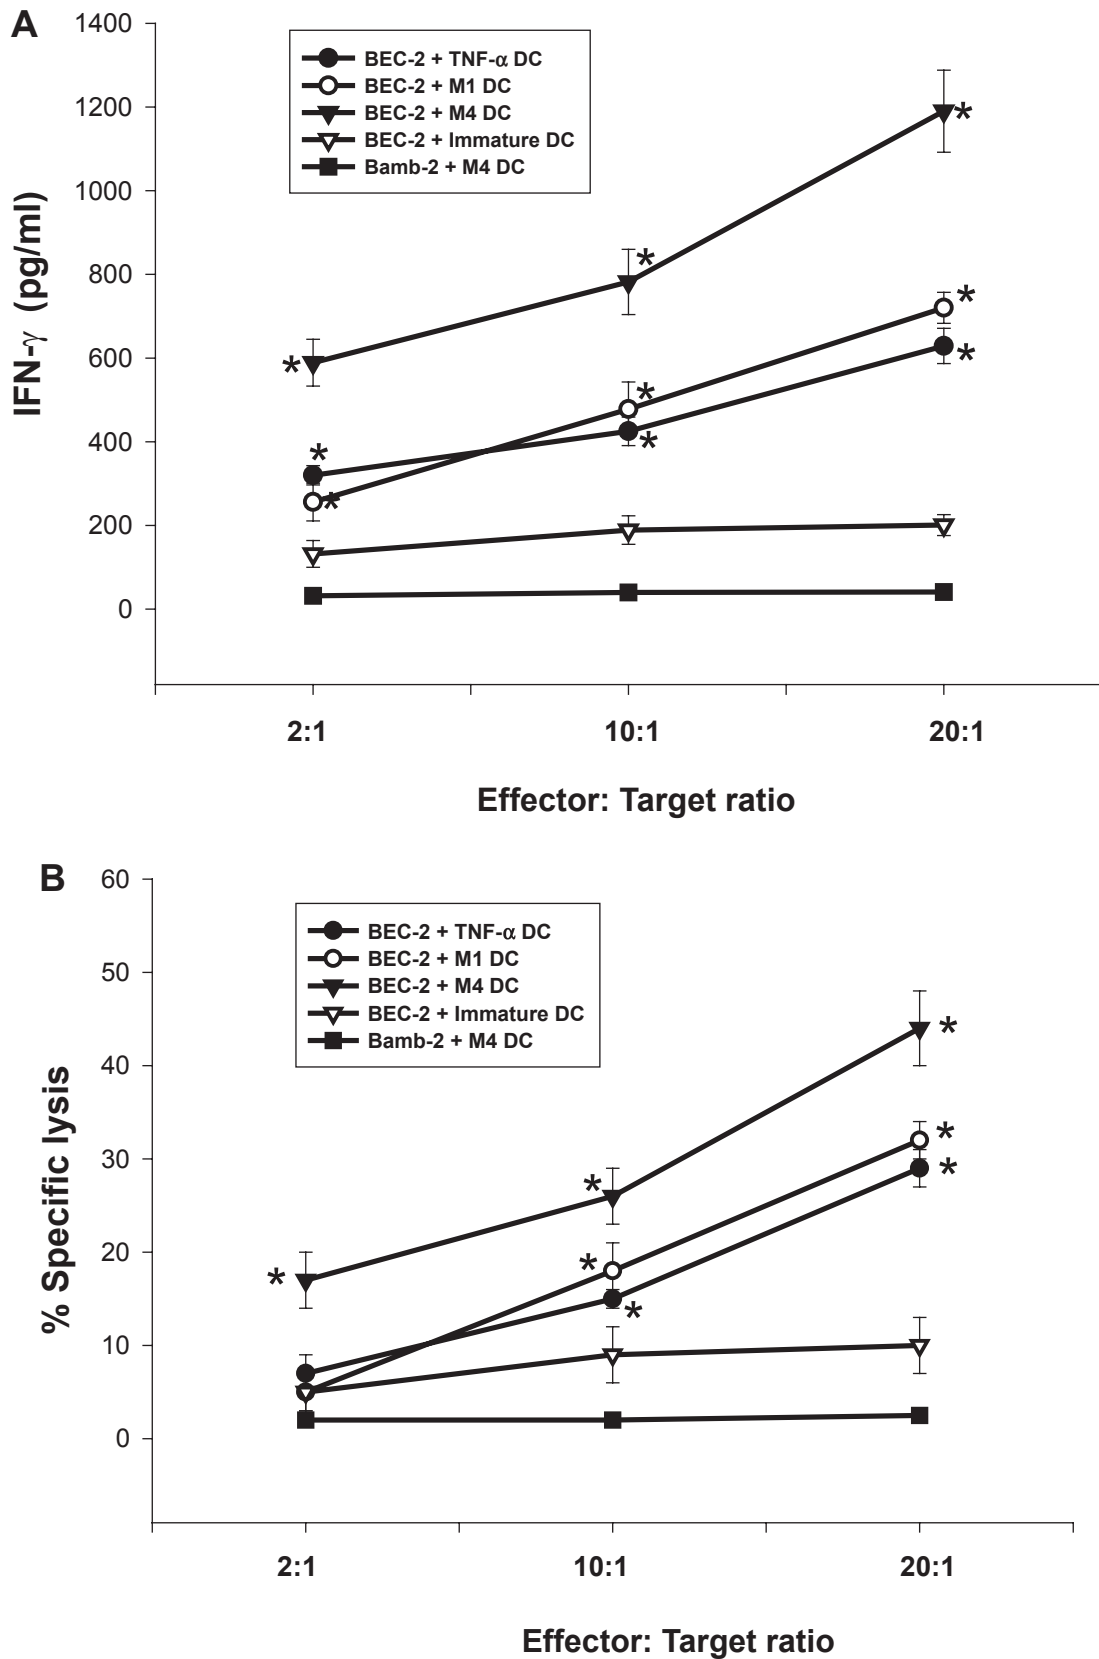 A
1400
1200
1000
800
600
400
200
0
IFN-γ (pg/ml)
BEC-2 + TNF-α DC
BEC-2 + M1 DC
BEC-2 + M4 DC
BEC-2 + Immature DC
Bamb-2 + M4 DC
*
*
*
*
*
*
*
*
*
2:1 10:1 20:1
Effector: Target ratio
B
60
50
40
30
20
10
0
% Specific lysis
BEC-2 + TNF-α DC
BEC-2 + M1 DC
BEC-2 + M4 DC
BEC-2 + Immature DC
Bamb-2 + M4 DC
*
*
*
*
*
*
*
2:1 10:1 20:1
Effector: Target ratio